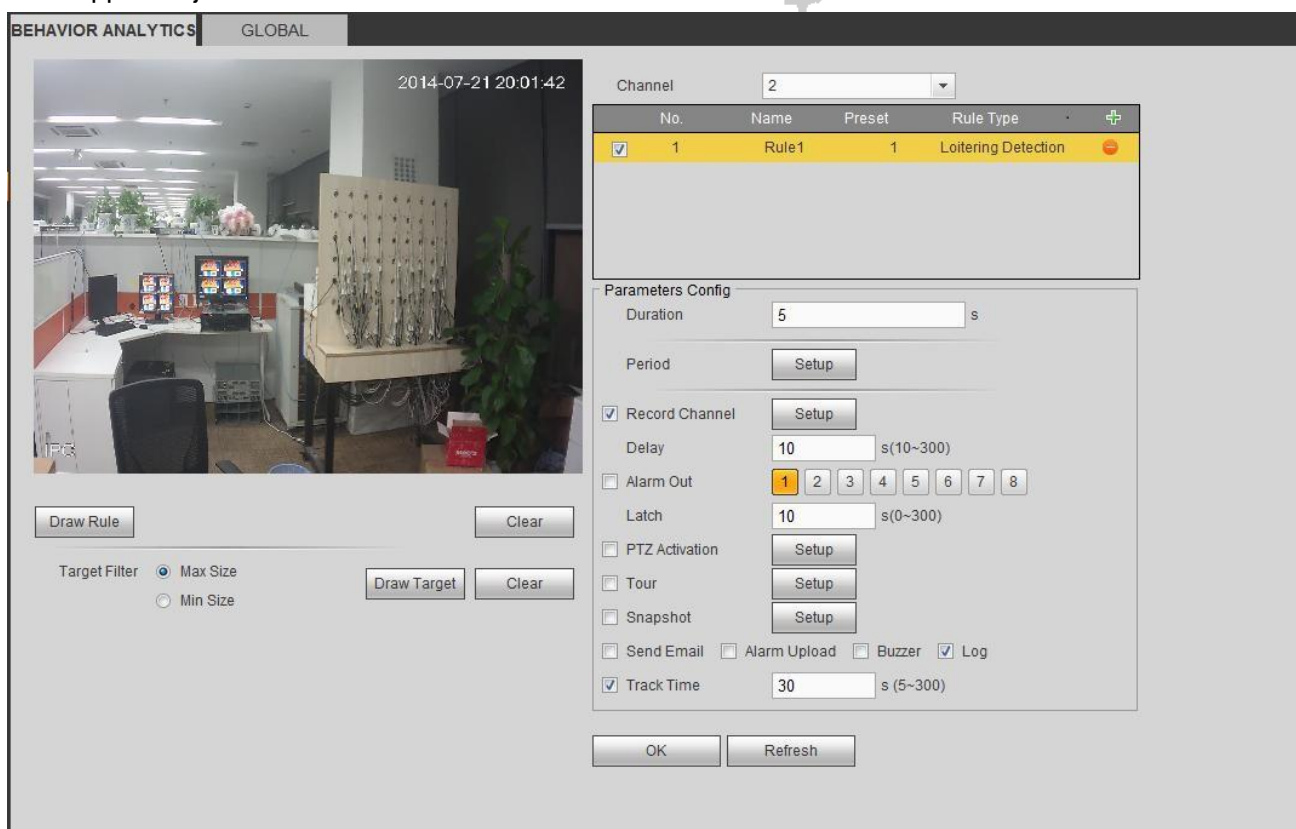 BEHAVIOR ANALYTICS GLOBAL
2014-07-21 20:01:42
IPC
Draw Rule Clear
Target Filter Max Size
Min Size
Draw Target Clear
Channel 2
No. Name Preset Rule Type
1 Rule1 1 Loitering Detection
Parameters Config
Duration 5 s
Period Setup
Record Channel Setup
Delay 10 s(10~300)
Alarm Out 1 2 3 4 5 6 7 8
Latch 10 s(0~300)
PTZ Activation Setup
Tour Setup
Snapshot Setup
Send Email Alarm Upload Buzzer Log
Track Time 30 s (5~300)
OK Refresh